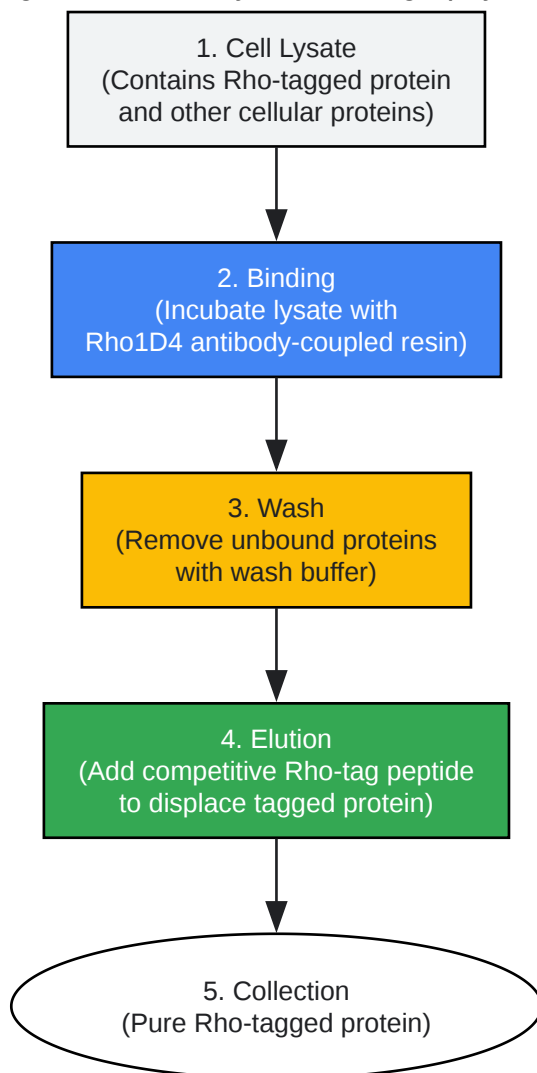 1. Cell Lysate
(Contains Rho-tagged protein
and other cellular proteins)
2. Binding
(Incubate lysate with
Rho1D4 antibody-coupled resin)
3. Wash
(Remove unbound proteins
with wash buffer)
4. Elution
(Add competitive Rho-tag peptide
to displace tagged protein)
5. Collection
(Pure Rho-tagged protein)